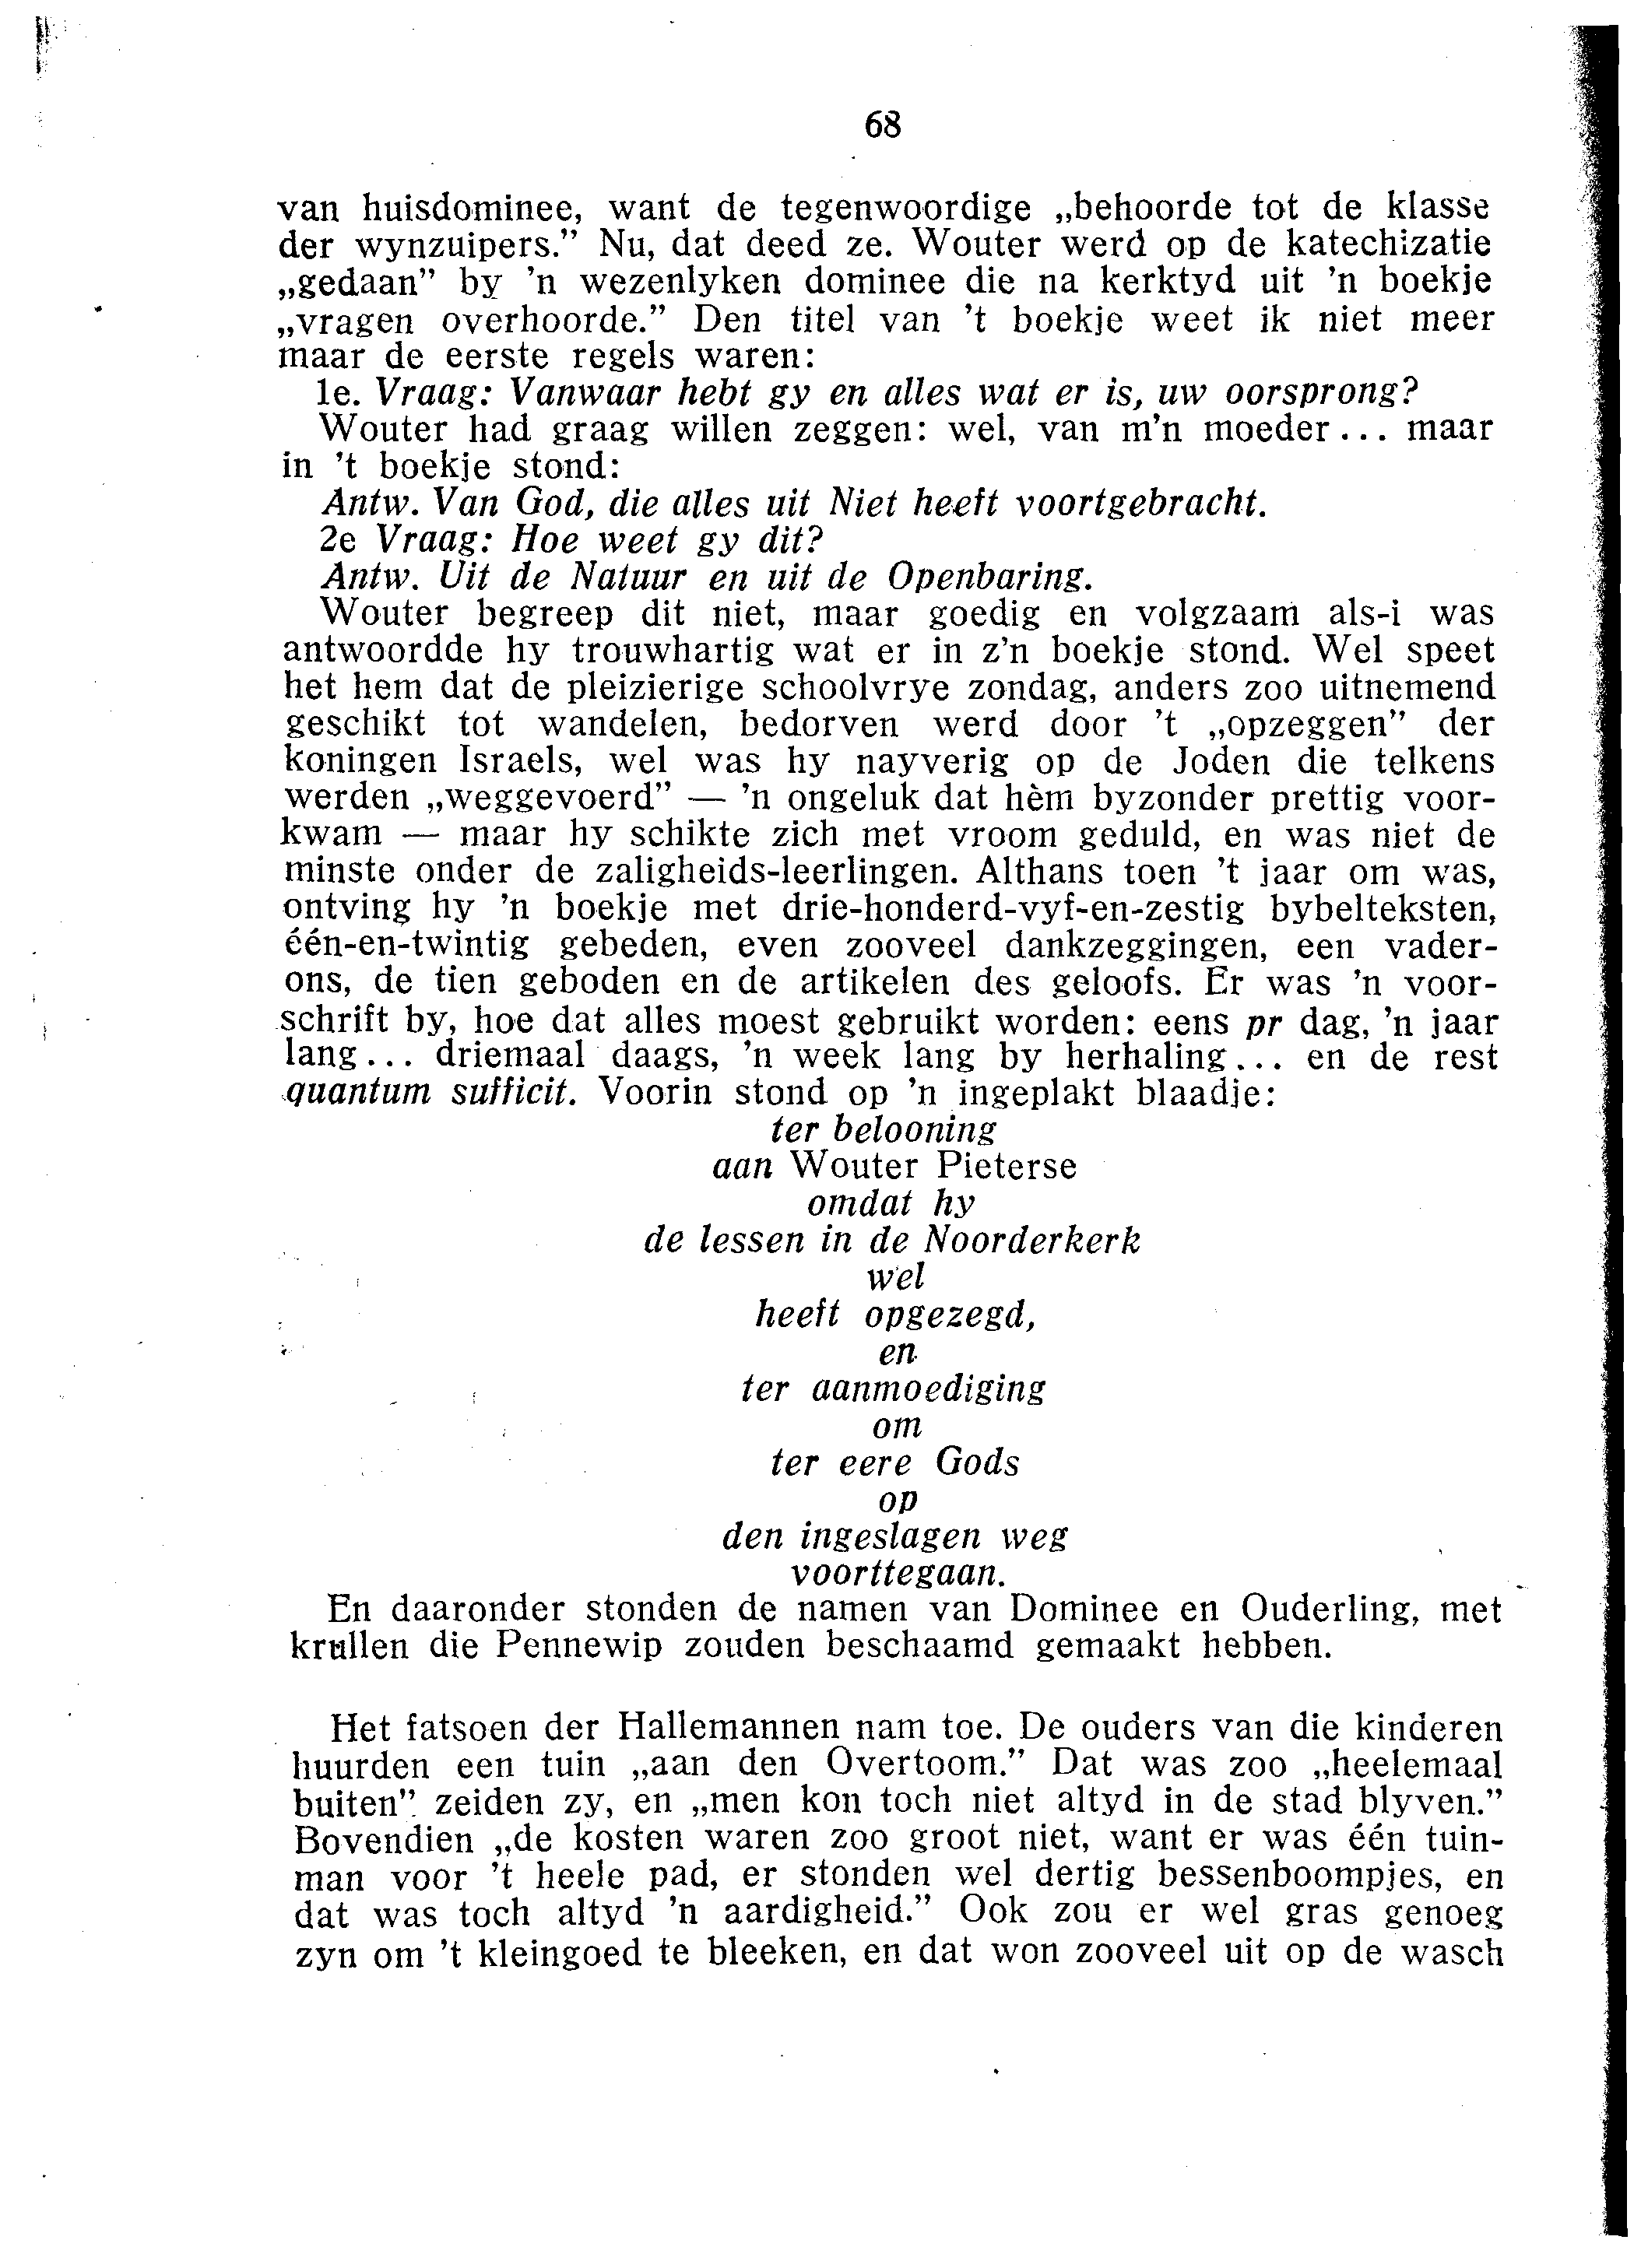 68
van huisdominee, want de tegenwoordige „behoorde tot de klasse
der wynzuipers.” Nu, dat deed ze. Wouter werd op de katechizatie
„gedaan” by ’n wezenlyken dominee die na kerktyd uit ’n boekje
„vragen overhoorde.” Den titel van ’t boekje weet ik niet meer
maar de eerste regels waren:
1e. Vraag: Vanwaar hebt gy en alles wat er is, uw oorsprong?
Wouter had graag willen zeggen: wel, van m’n moeder... maar
in ’t boekje stond:
Antw. Van God, die alles uit Niet heeft voortgebracht.
2e Vraag: Hoe weet gy dit?
Antw. Uit de Natuur en uit de Openbaring.
Wouter begreep dit niet, maar goedig en volgzaam als-i was
antwoordde hy trouwhartig wat er in z’n boekje stond. Wel speet
het hem dat de pleizierige schoolvrye zondag, anders zoo uitnemend
geschikt tot wandelen, bedorven werd door ’t „opzeggen” der
koningen Israels, wel was hy nayverig op de Joden die telkens
werden „weggevoerd” — ’n ongeluk dat hèm byzonder prettig voor-
kwam — maar hy schikte zich met vroom geduld, en was niet de
minste onder de zaligheids-leerlingen. Althans toen ’t jaar om was,
ontving hy ’n boekje met drie-honderd-vyf-en-zestig bybelteksten,
één-en-twintig gebeden, even zooveel dankzeggingen, een vader-
ons, de tien geboden en de artikelen des geloofs. Er was ’n voor-
schrift by, hoe dat alles moest gebruikt worden: eens pr dag, ’n jaar
lang... driemaal daags, ’n week lang by herhaling... en de rest
quantum sufficit. Voorin stond op ’n ingeplakt blaadje:
ter belooning
aan Wouter Pieterse
omdat hy
de lessen in de Noorderkerk
wel
heeft opgezegd,
en
ter aanmoediging
om
ter eere Gods
op
den ingeslagen weg
voorttegaan.
En daaronder stonden de namen van Dominee en Ouderling, met
krullen die Pennewip zouden beschaamd gemaakt hebben.
Het fatsoen der Hallemannen nam toe. De ouders van die kinderen
huurden een tuin „aan den Overtoom.” Dat was zoo „heelemaal
buiten” zeiden zy, en „men kon toch niet altyd in de stad blyven.”
Bovendien „de kosten waren zoo groot niet, want er was één tuin-
man voor ’t heele pad, er stonden wel dertig bessenboompjes, en
dat was toch altyd ’n aardigheid.” Ook zou er wel gras genoeg
zyn om ’t kleingoed te bleeken, en dat won zooveel uit op de wasch